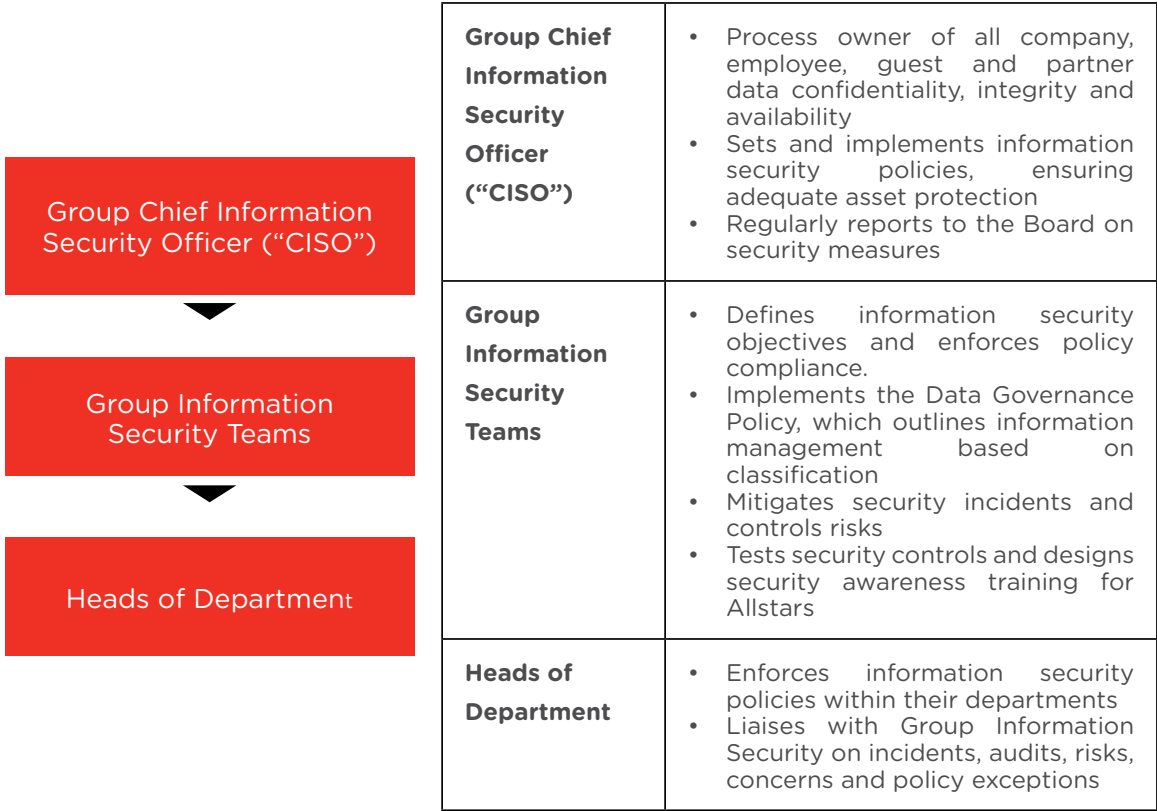 Group Chief Information
Security Officer (“CISO”)
Group Information
Security Teams
Heads of Department
Group Chief
Information
Security
Officer
(“CISO”)
• Process owner of all company,
employee, guest and partner
data confidentiality, integrity and
availability
• Sets and implements information
security policies, ensuring
adequate asset protection
• Regularly reports to the Board on
security measures
Group
Information
Security
Teams
• Defines information security
objectives and enforces policy
compliance.
• Implements the Data Governance
Policy, which outlines information
management based on
classification
• Mitigates security incidents and
controls risks
• Tests security controls and designs
security awareness training for
Allstars
Heads of
Department
• Enforces information security
policies within their departments
• Liaises with Group Information
Security on incidents, audits, risks,
concerns and policy exceptions